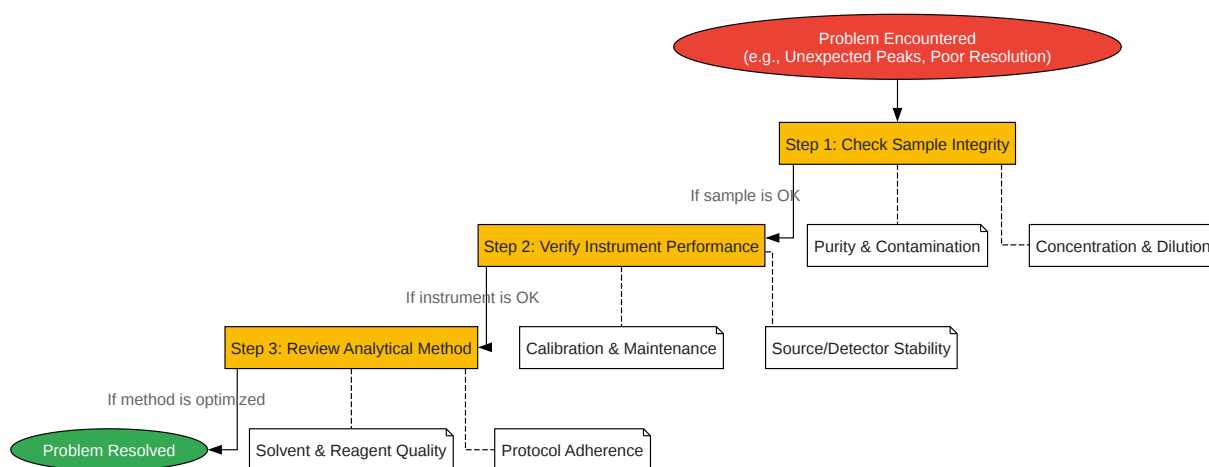 Problem Encountered
(e.g., Unexpected Peaks, Poor Resolution)
Step 1: Check Sample Integrity
If sample is OK
Step 2: Verify Instrument Performance
Purity & Contamination
Concentration & Dilution
If instrument is OK
Step 3: Review Analytical Method
Calibration & Maintenance
Source/Detector Stability
If method is optimized
Problem Resolved
Solvent & Reagent Quality
Protocol Adherence